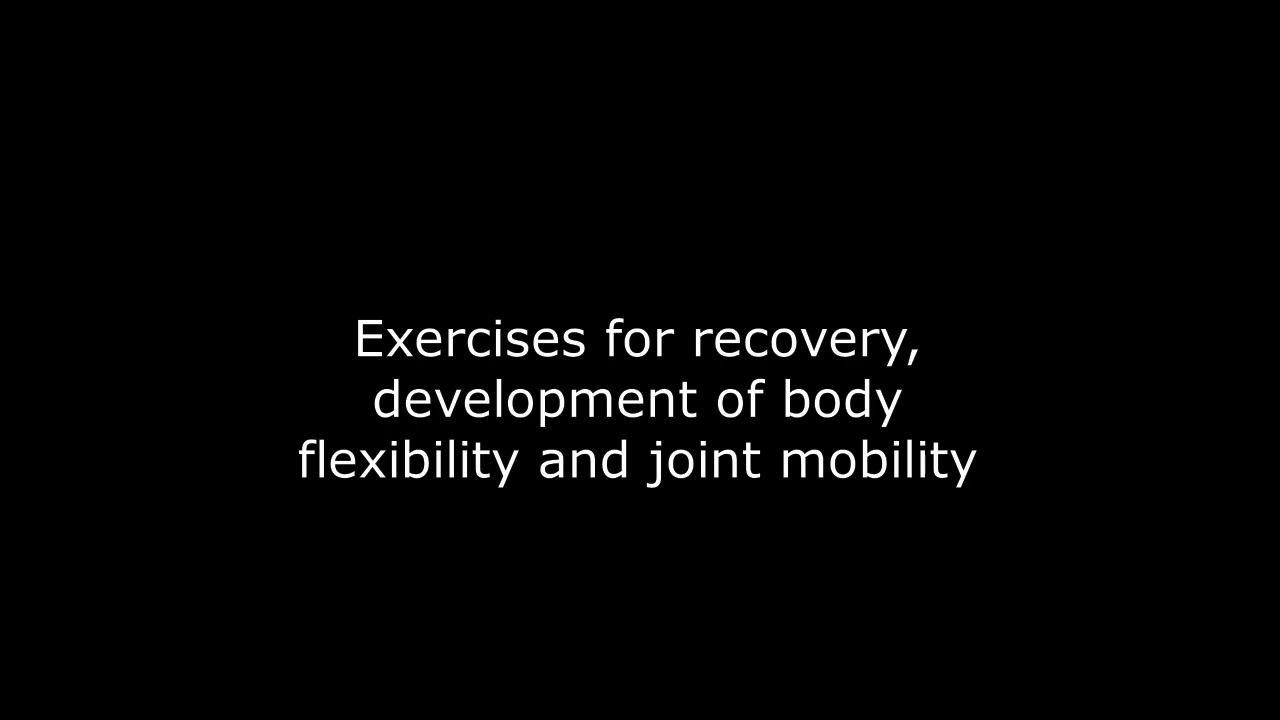 Exercises for recovery,
development of body
flexibility and joint mobility